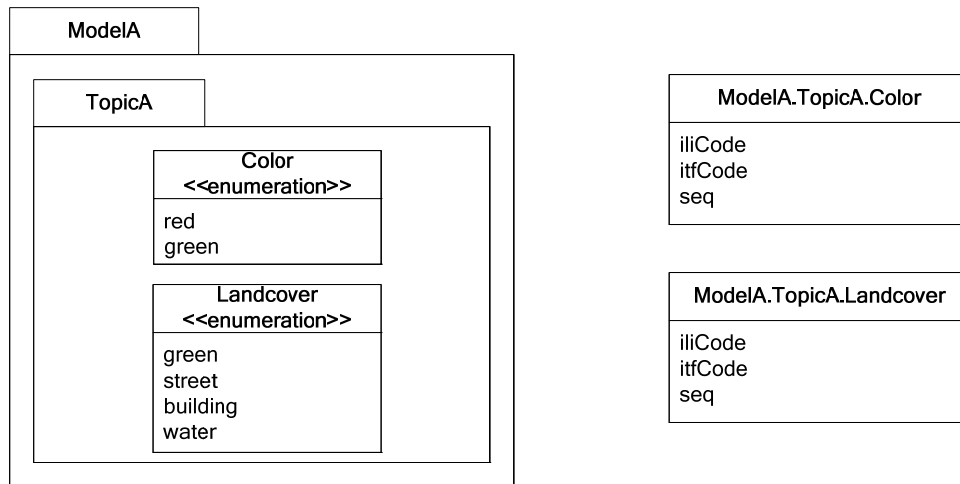 ModelA
TopicA
Color
<<enumeration>>
red
green
Landcover
<<enumeration>>
green
street
building
water
ModelA.TopicA.Color
iliCode
itfCode
seq
ModelA.TopicA.Landcover
iliCode
itfCode
seq